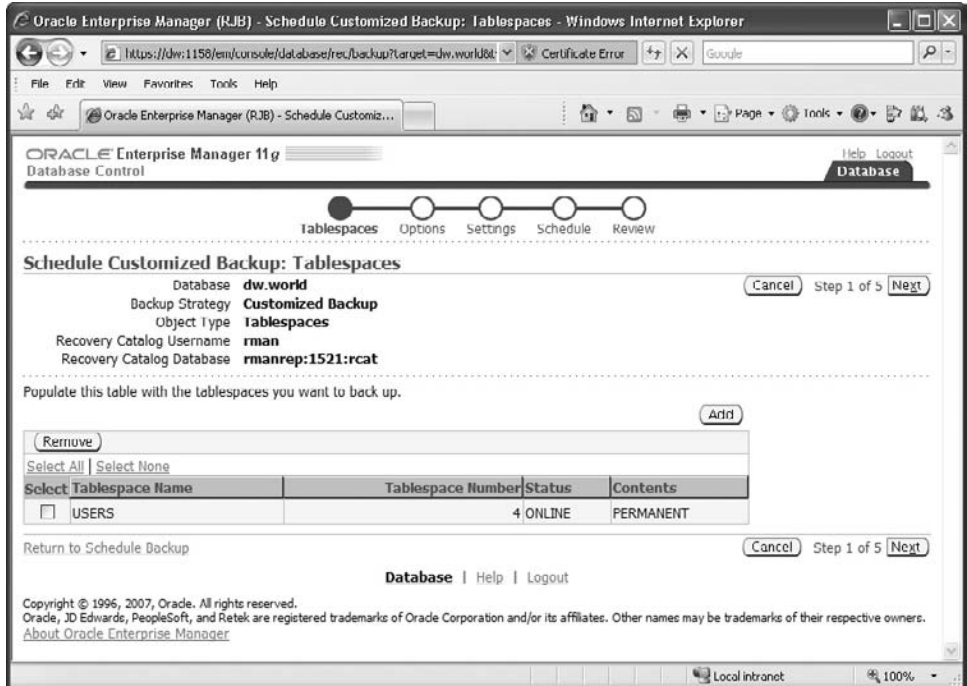 Oracle Enterprise Manager (RJB) - Schedule Customized Backup: Tablespaces - Windows Internet Explorer
https://dw:1158/em/console/database/rec/backup?target=dw.world&t
Certificate Error
Google
File Edit View Favorites Tools Help
Oracle Enterprise Manager (RJB) - Schedule Customiz...
Page Tools
ORACLE Enterprise Manager 11g
Database Control
Help Logout
Database
Tablespaces Options Settings Schedule Review
Schedule Customized Backup: Tablespaces
Database dw.world
Cancel Step 1 of 5 Next
Backup Strategy Customized Backup
Object Type Tablespaces
Recovery Catalog Username rman
Recovery Catalog Database rmanrep:1521:rcat
Populate this table with the tablespaces you want to back up.
Add
Remove
Select All | Select None
Select Tablespace Name Tablespace Number Status Contents
USERS 4 ONLINE PERMANENT
Return to Schedule Backup
Cancel Step 1 of 5 Next
Database | Help | Logout
Copyright © 1996, 2007, Oracle. All rights reserved.
Oracle, JD Edwards, PeopleSoft, and Retek are registered trademarks of Oracle Corporation and/or its affiliates. Other names may be trademarks of their respective owners.
About Oracle Enterprise Manager
Local intranet
100%